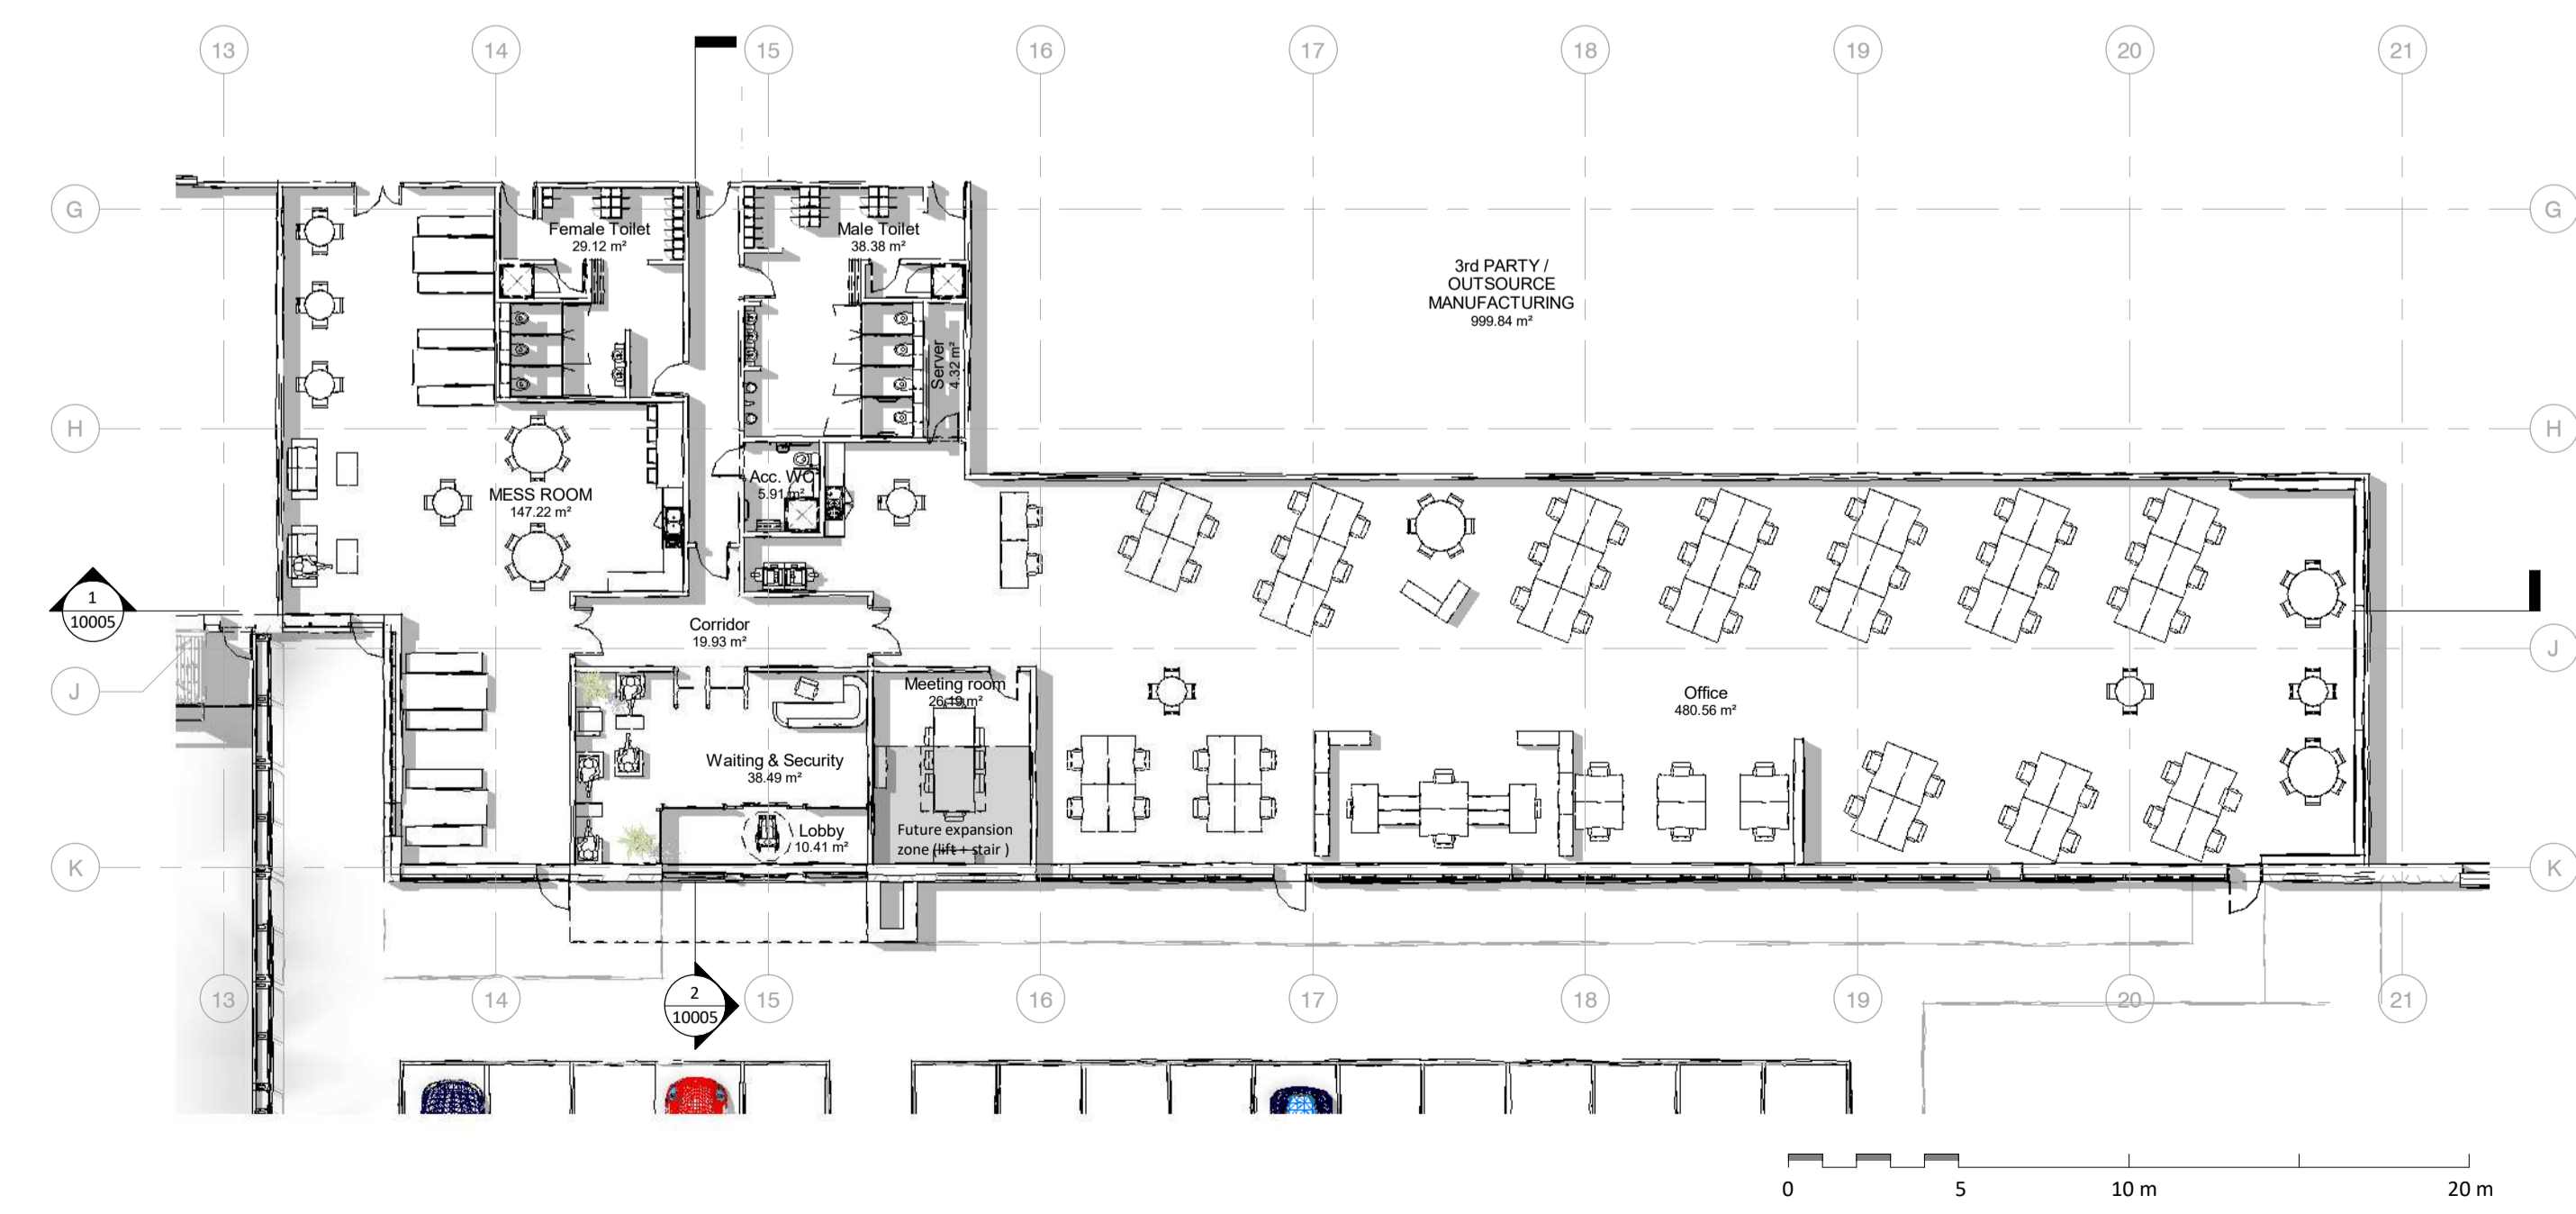 13 14 15 16 17 18 19 20 21
G G
Female Toilet
29.12 m²
Male Toilet
38.38 m²
3rd PARTY /
OUTSOURCE
MANUFACTURING
999.84 m²
Server
4.32 m²
H H
Acc. WC
5.91 m²
MESS ROOM
147.22 m²
1
10005
Corridor
19.93 m²
J J
Meeting room
26.19 m²
Office
480.56 m²
Waiting & Security
38.49 m²
Lobby
10.41 m²
Future expansion
zone (lift + stair )
K K
13 14 15 16 17 18 19 20 21
2
10005
0 5 10 m 20 m